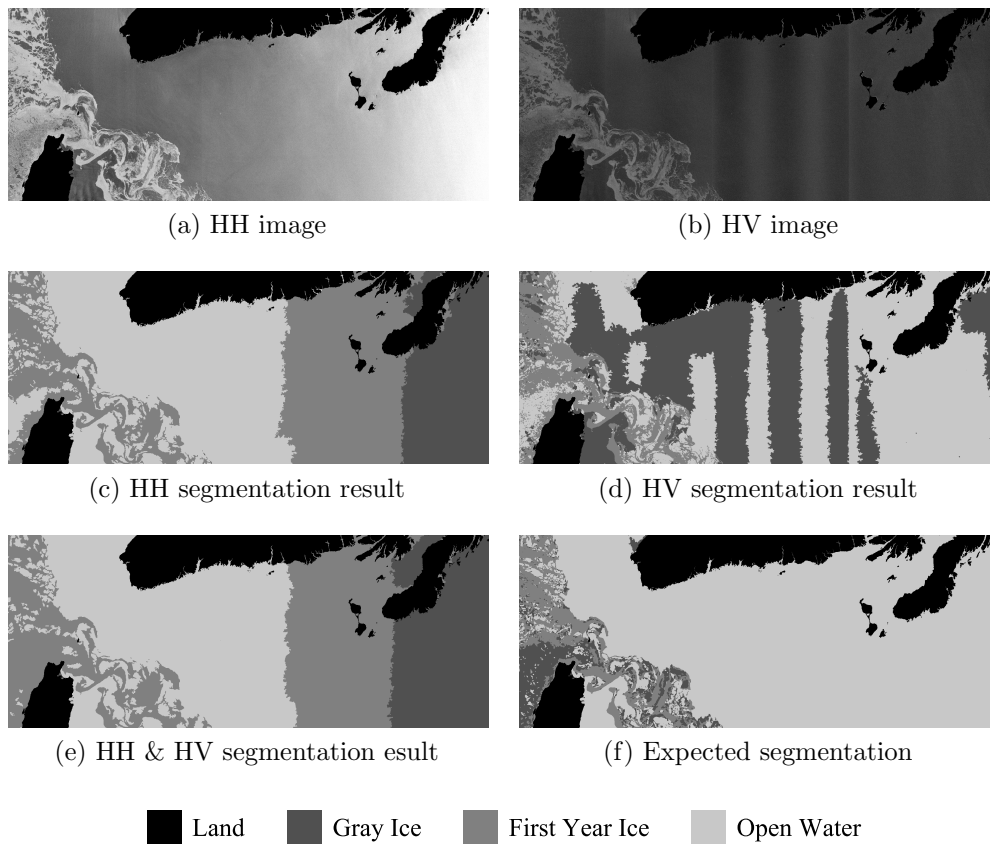 (a) HH image
(b) HV image
(c) HH segmentation result
(d) HV segmentation result
(e) HH & HV segmentation esult
(f) Expected segmentation
Land
Gray Ice
First Year Ice
Open Water